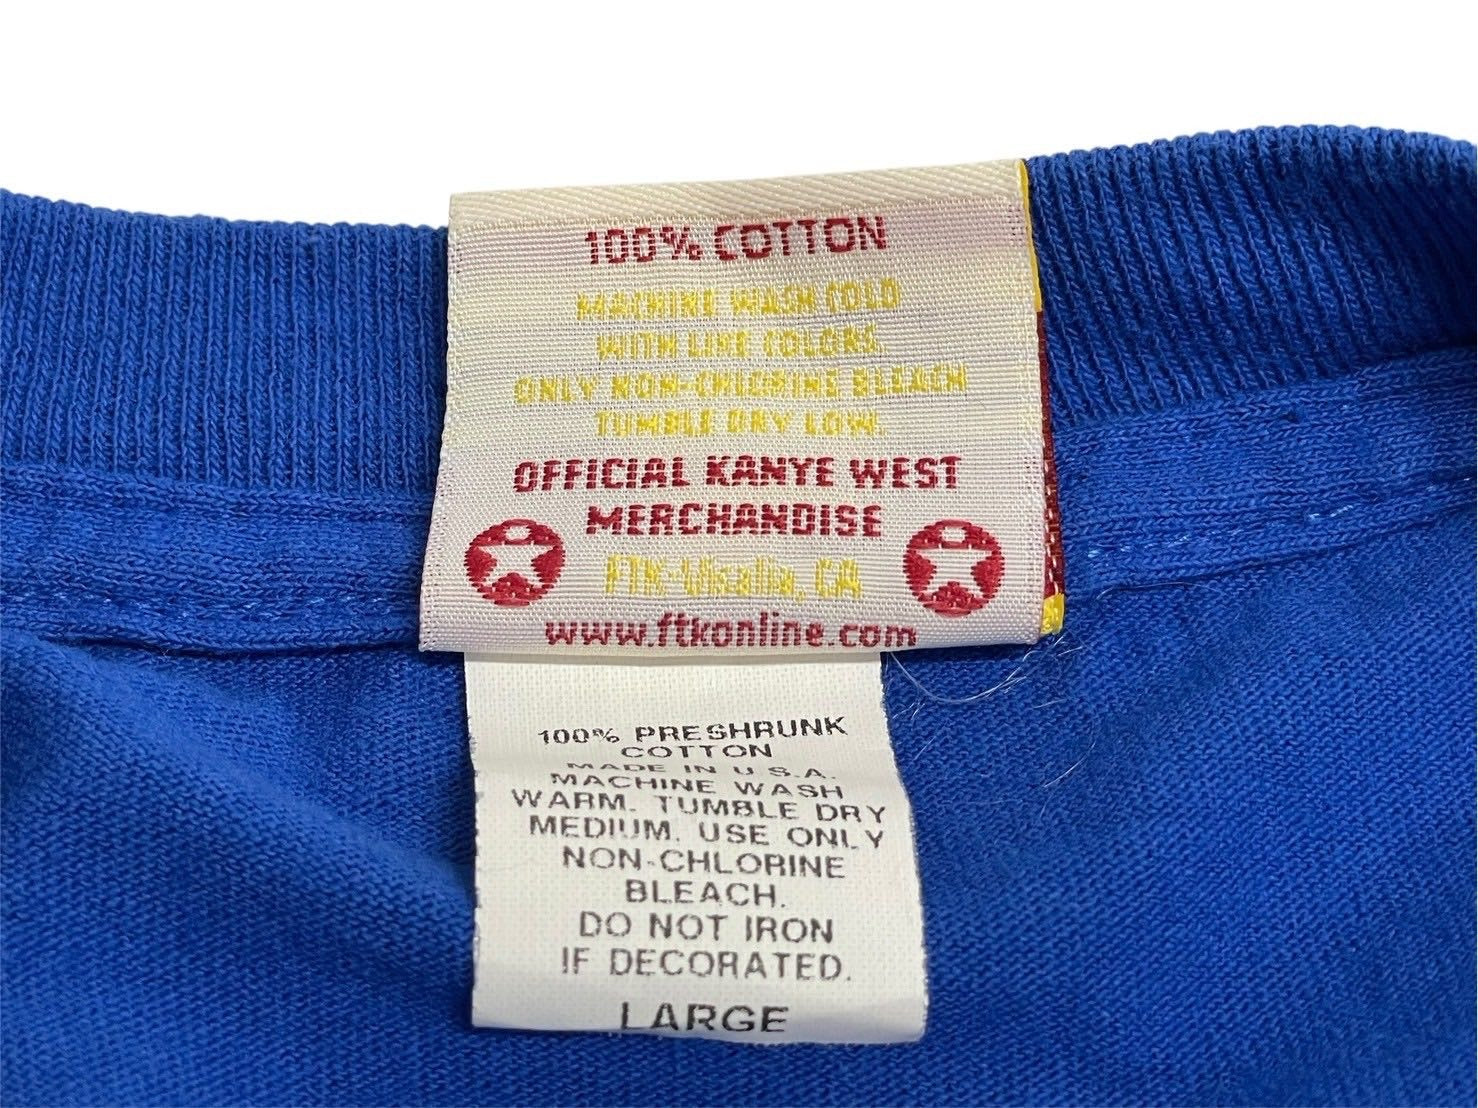 100% COTTON
MACHINE WASH COLD
WITH LIKE COLORS.
ONLY NON-CHLORINE BLEACH
TUMBLE DRY LOW.
OFFICIAL KANYE WEST
MERCHANDISE
FTK-Visalia, CA
www.ftkonline.com
100% PRESHRUNK
COTTON
MADE IN U.S.A.
MACHINE WASH
WARM. TUMBLE DRY
MEDIUM. USE ONLY
NON-CHLORINE
BLEACH.
DO NOT IRON
IF DECORATED.
LARGE